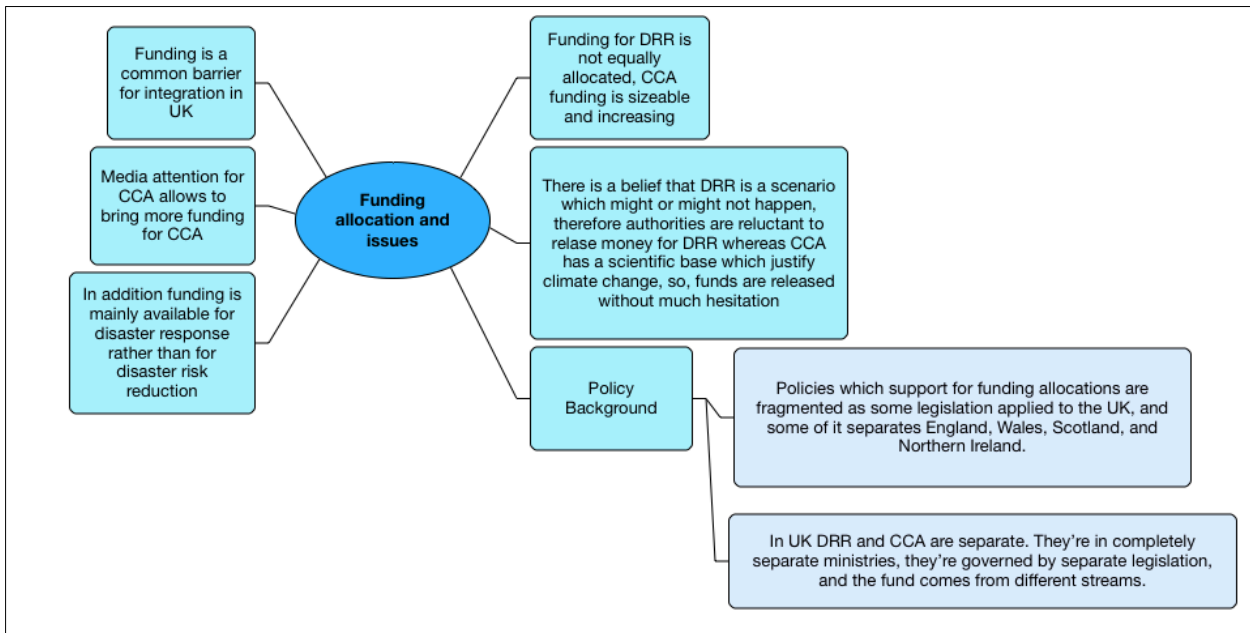 Funding is a
common barrier
for integration in
UK
Media attention for
CCA allows to
bring more funding
for CCA
In addition funding is
mainly available for
disaster response
rather than for
disaster risk
reduction
Funding
allocation and
issues
Funding for DRR is
not equally
allocated, CCA
funding is sizeable
and increasing
There is a belief that DRR is a scenario
which might or might not happen,
therefore authorities are reluctant to
relase money for DRR whereas CCA
has a scientific base which justify
climate change, so, funds are released
without much hesitation
Policy
Background
Policies which support for funding allocations are
fragmented as some legislation applied to the UK, and
some of it separates England, Wales, Scotland, and
Northern Ireland.
In UK DRR and CCA are separate. They’re in completely
separate ministries, they’re governed by separate legislation,
and the fund comes from different streams.